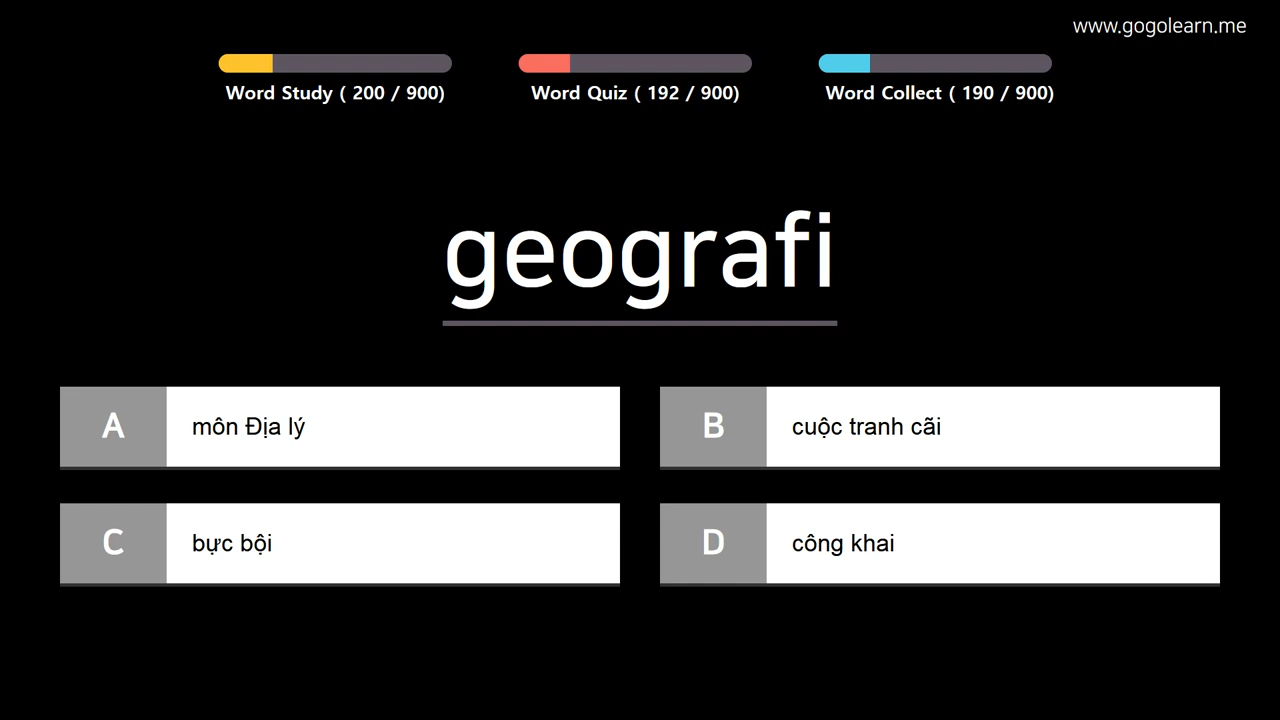 www.gogolearn.me
Word Study ( 200 / 900)
Word Quiz ( 192 / 900)
Word Collect ( 190 / 900)
geografi
A
môn Địa lý
B
cuộc tranh cãi
C
bực bội
D
công khai